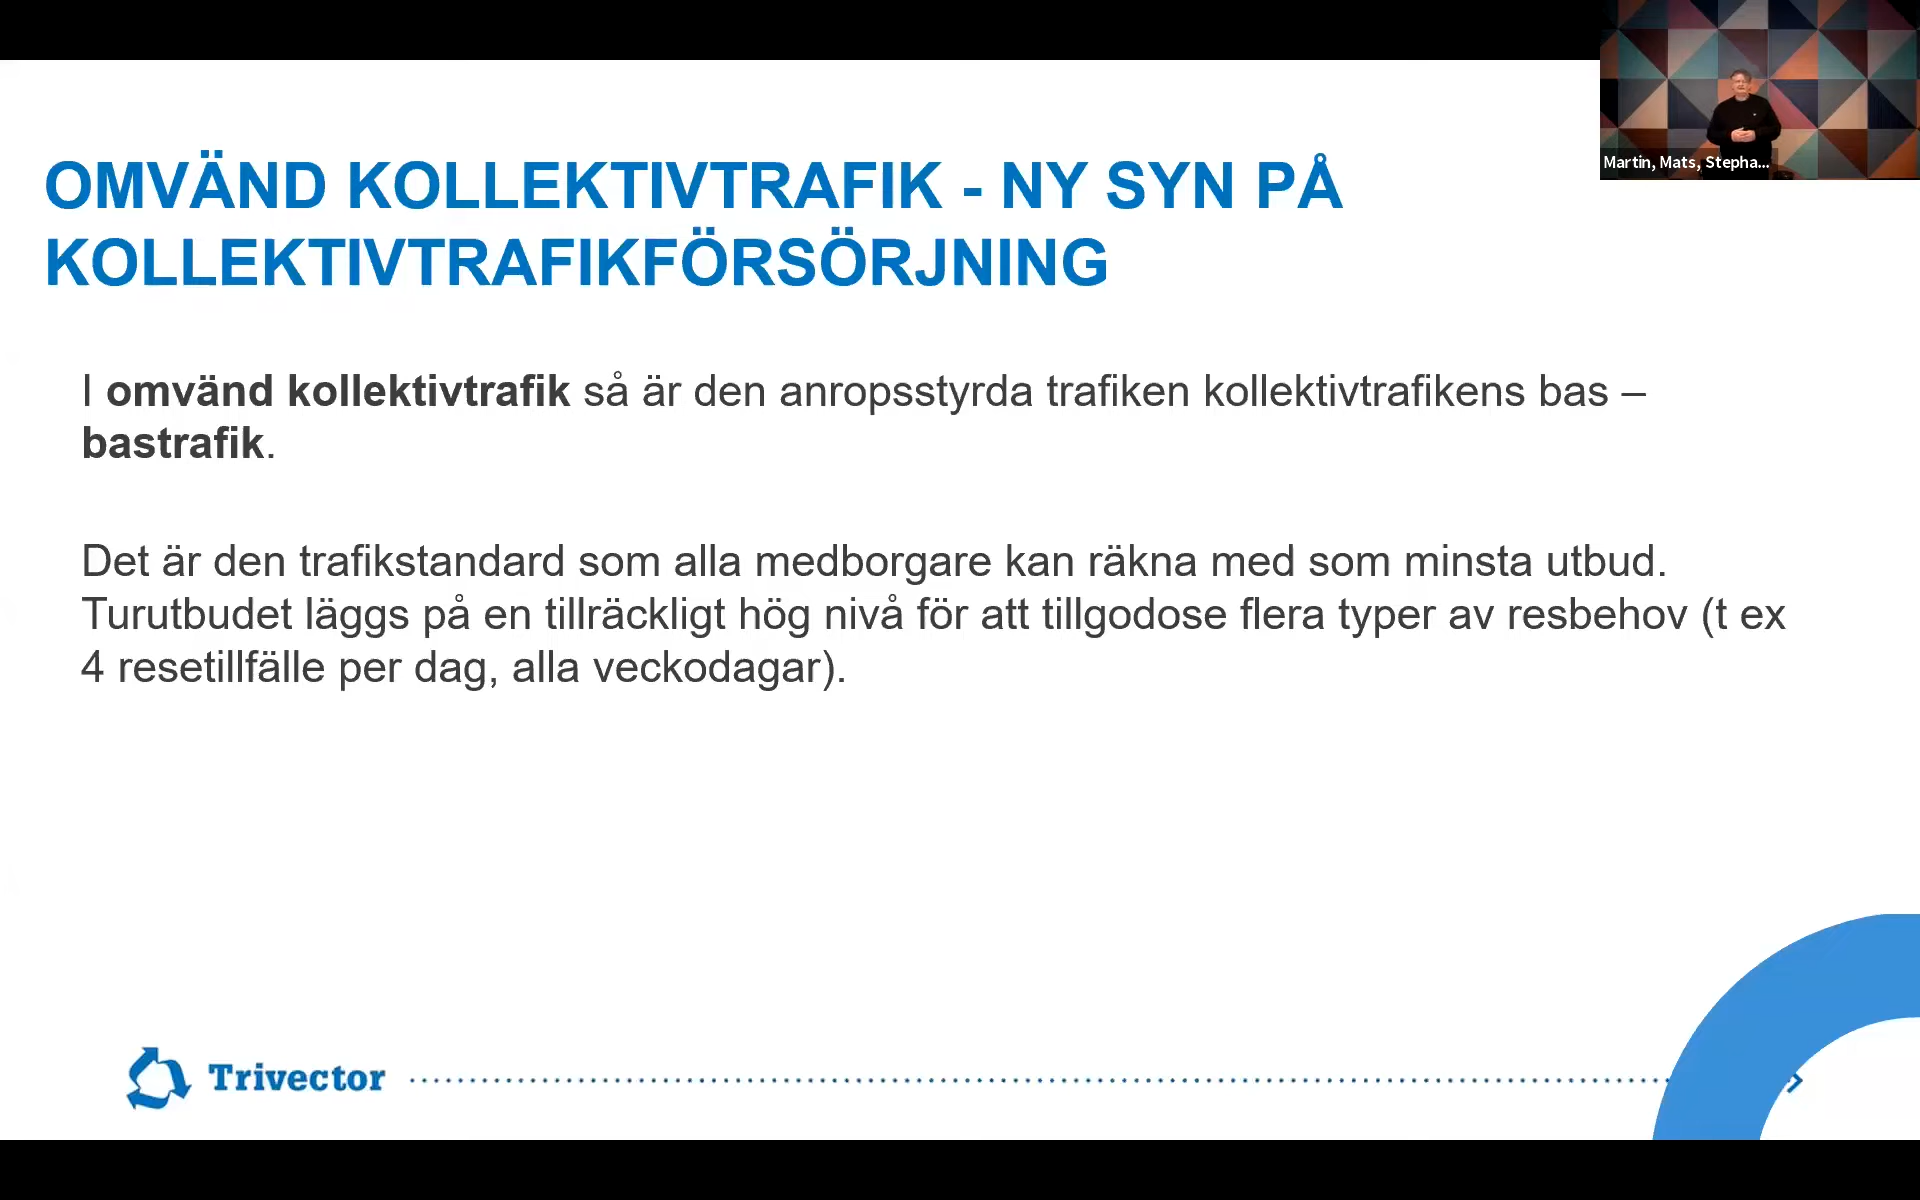 Martin, Mats, Stepha...
OMVÄND KOLLEKTIVTRAFIK - NY SYN PÅ
KOLLEKTIVTRAFIKFÖRSÖRJNING
I omvänd kollektivtrafik så är den anropsstyrda trafiken kollektivtrafikens bas –
bastrafik.
Det är den trafikstandard som alla medborgare kan räkna med som minsta utbud.
Turutbudet läggs på en tillräckligt hög nivå för att tillgodose flera typer av resbehov (t ex
4 resetillfälle per dag, alla veckodagar).
Trivector